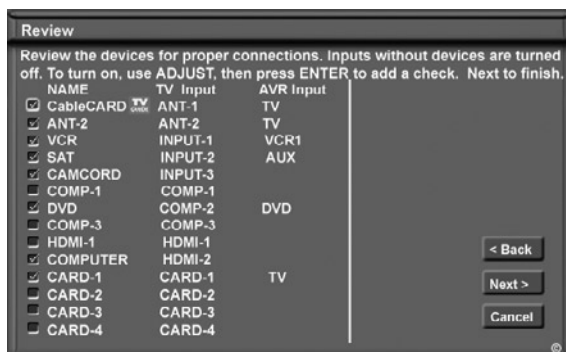 Review
Review the devices for proper connections. Inputs without devices are turned
off. To turn on, use ADJUST, then press ENTER to add a check. Next to finish.
NAME TV Input AVR Input
CableCARD TV GUIDE ANT-1 TV
ANT-2 ANT-2 TV
VCR INPUT-1 VCR1
SAT INPUT-2 AUX
CAMCORD INPUT-3
COMP-1 COMP-1
DVD COMP-2 DVD
COMP-3 COMP-3
HDMI-1 HDMI-1
COMPUTER HDMI-2
CARD-1 CARD-1 TV
CARD-2 CARD-2
CARD-3 CARD-3
CARD-4 CARD-4
< Back
Next >
Cancel
©